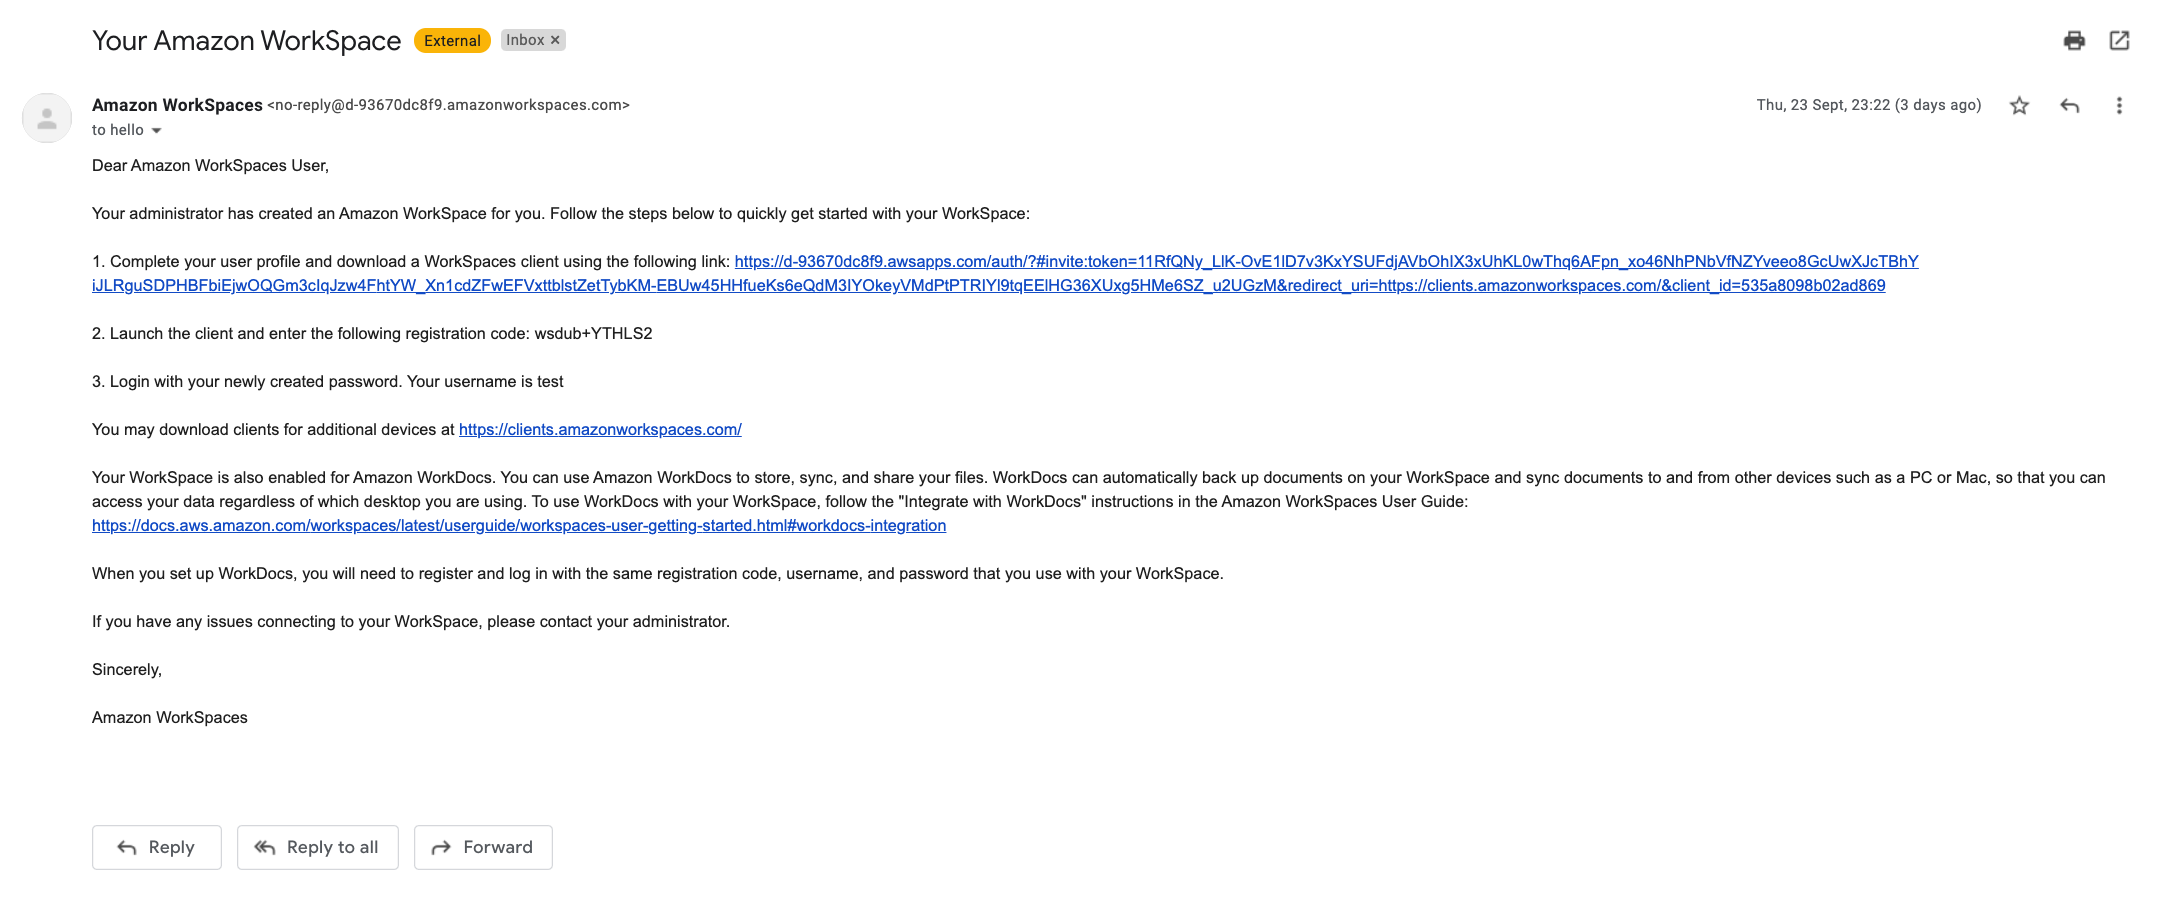 Your Amazon WorkSpace External Inbox ×
Amazon WorkSpaces <no-reply@d-93670dc8f9.amazonworkspaces.com> Thu, 23 Sept, 23:22 (3 days ago)
to hello
Dear Amazon WorkSpaces User,
Your administrator has created an Amazon WorkSpace for you. Follow the steps below to quickly get started with your WorkSpace:
1. Complete your user profile and download a WorkSpaces client using the following link: https://d-93670dc8f9.awsapps.com/auth/?#invite:token=11RfQNy_LlK-OvE1lD7v3KxYSUFdjAVbOhIX3xUhKL0wThq6AFpn_xo46NhPNbVfNZYveeo8GcUwXJcTBhY
iJLRguSDPHBFbiEjwOQGm3cIqJzw4FhtYW_Xn1cdZFwEFVxttblstZetTybKM-EBUw45HHfueKs6eQdM3lYOkeyVMdPtPTRIYl9tqEElHG36XUxg5HMe6SZ_u2UGzM&redirect_uri=https://clients.amazonworkspaces.com/&client_id=535a8098b02ad869
2. Launch the client and enter the following registration code: wsdub+YTHLS2
3. Login with your newly created password. Your username is test
You may download clients for additional devices at https://clients.amazonworkspaces.com/
Your WorkSpace is also enabled for Amazon WorkDocs. You can use Amazon WorkDocs to store, sync, and share your files. WorkDocs can automatically back up documents on your WorkSpace and sync documents to and from other devices such as a PC or Mac, so that you can
access your data regardless of which desktop you are using. To use WorkDocs with your WorkSpace, follow the "Integrate with WorkDocs" instructions in the Amazon WorkSpaces User Guide:
https://docs.aws.amazon.com/workspaces/latest/userguide/workspaces-user-getting-started.html#workdocs-integration
When you set up WorkDocs, you will need to register and log in with the same registration code, username, and password that you use with your WorkSpace.
If you have any issues connecting to your WorkSpace, please contact your administrator.
Sincerely,
Amazon WorkSpaces
Reply Reply to all Forward